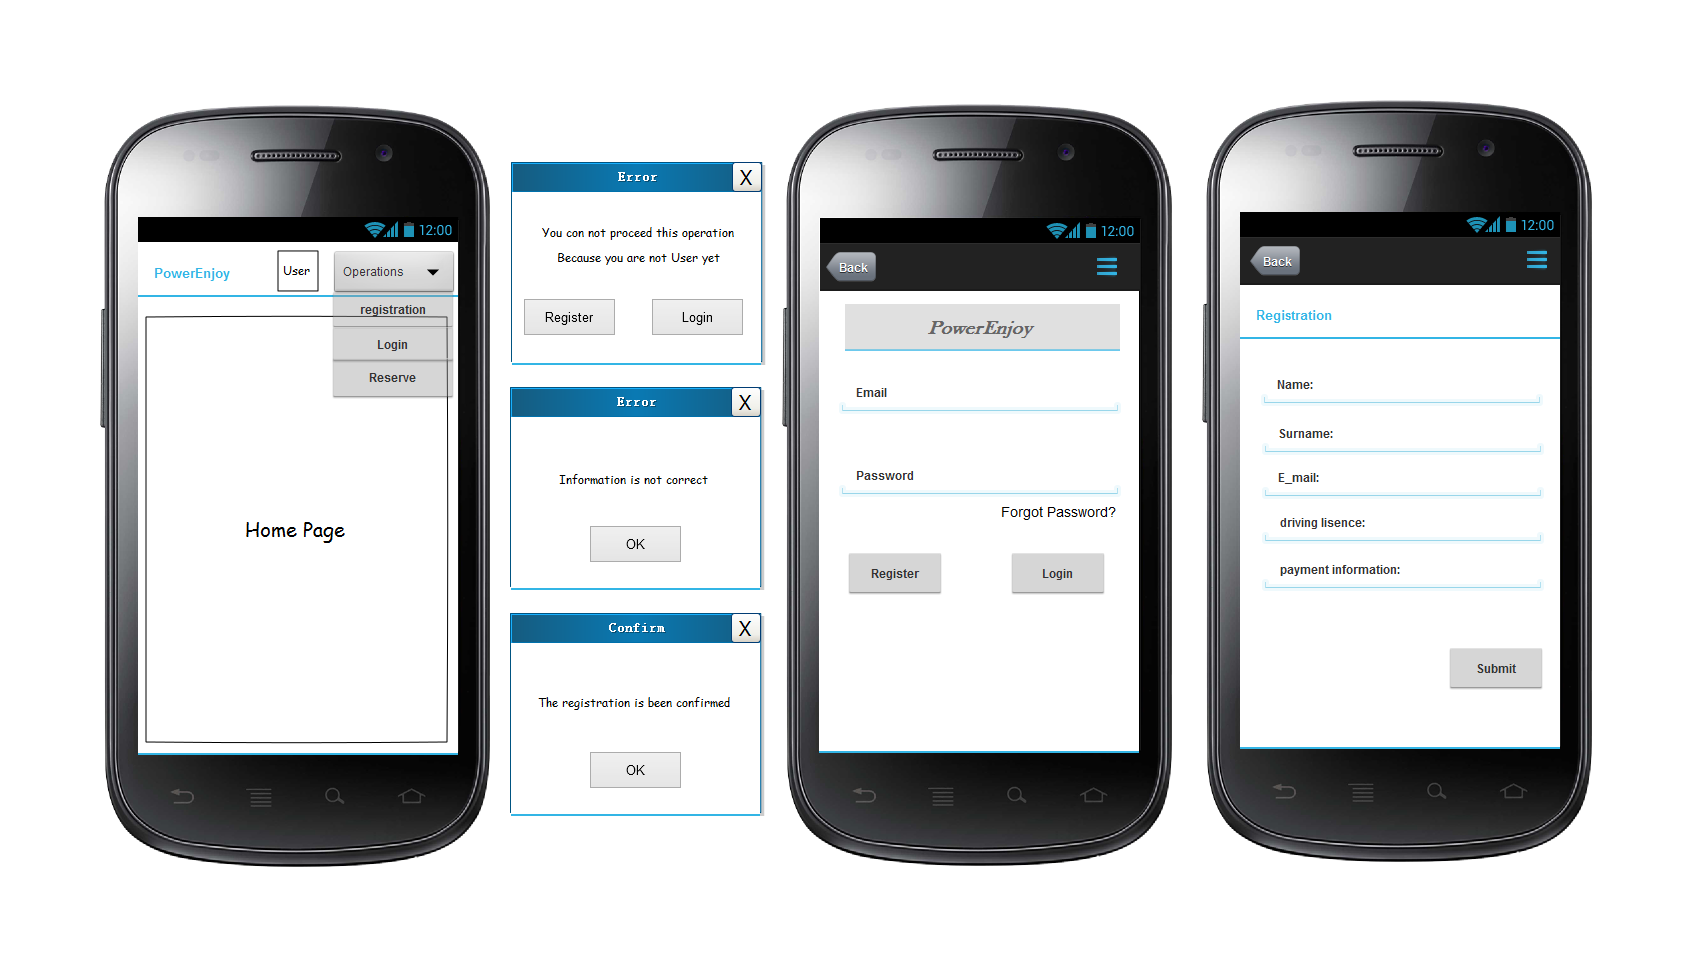 12:00
PowerEnjoy
User
Operations
registration
Login
Reserve
Home Page
Error
X
You con not proceed this operation
Because you are not User yet
Register
Login
Error
X
Information is not correct
OK
Confirm
X
The registration is been confirmed
OK
12:00
Back
PowerEnjoy
Email
Password
Forgot Password?
Register
Login
12:00
Back
Registration
Name:
Surname:
E_mail:
driving lisence:
payment information:
Submit